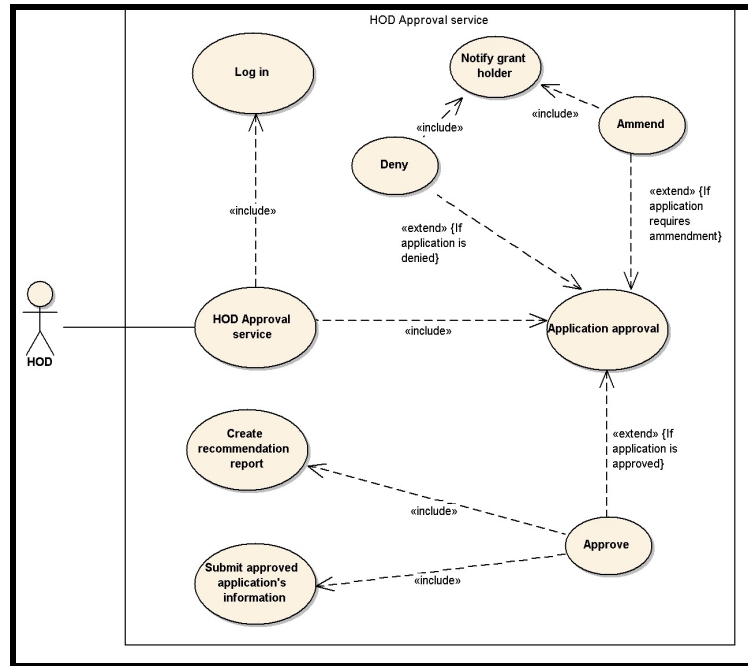 HOD Approval service
Log in
Notify grant
holder
Ammend
«include»
«include»
Deny
«extend» {If
application
requires
ammendment}
«include»
«extend» {If
application is
denied}
HOD
HOD Approval
service
«include»
Application approval
Create
recommendation
report
«extend» {If
application is
approved}
«include»
Approve
Submit approved
application's
information
«include»